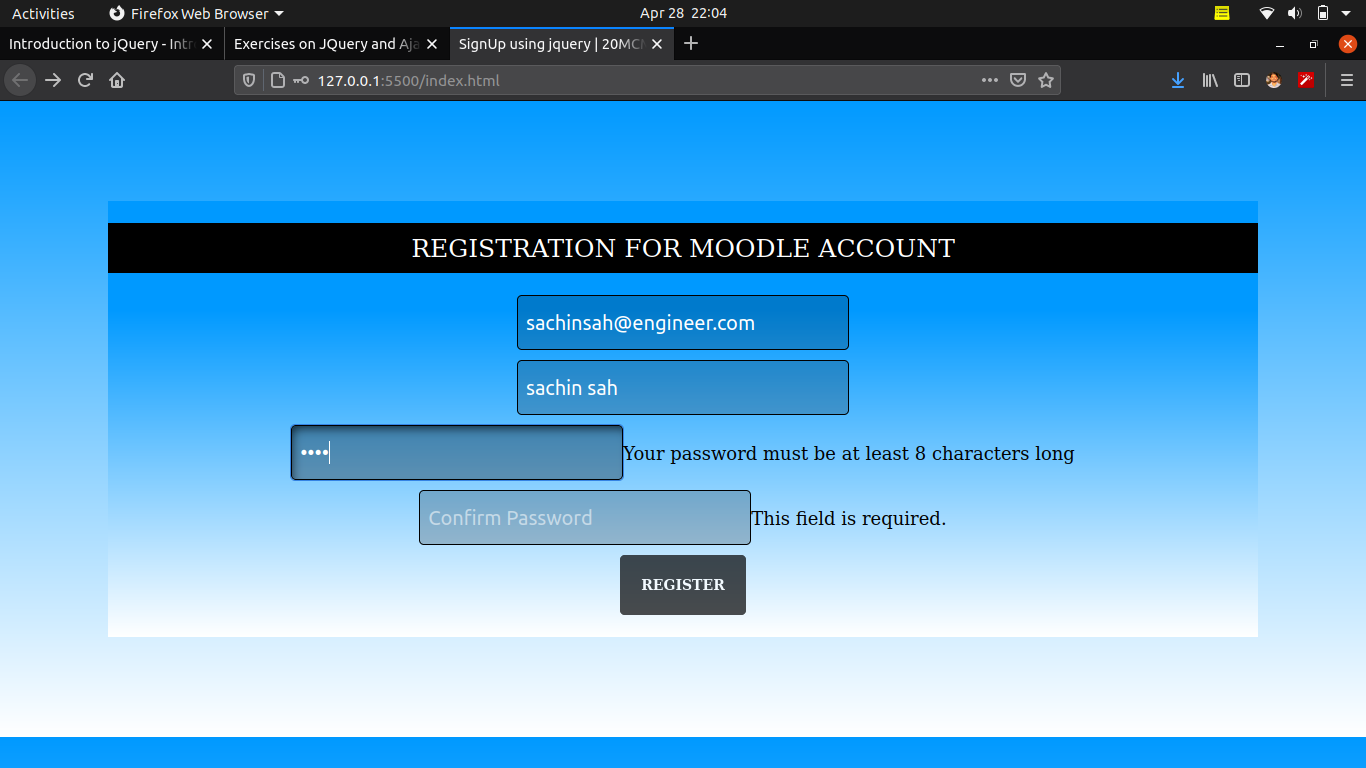 Activities Firefox Web Browser Apr 28 22:04
Introduction to jQuery - Intr Exercises on JQuery and Aja SignUp using jquery | 20MC
127.0.0.1:5500/index.html
REGISTRATION FOR MOODLE ACCOUNT
sachinsah@engineer.com
sachin sah
•••• Your password must be at least 8 characters long
Confirm Password This field is required.
REGISTER